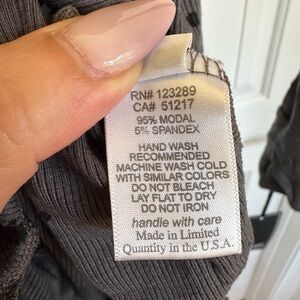 RN# 123289
CA# 51217
95% MODAL
5% SPANDEX
HAND WASH
RECOMMENDED
MACHINE WASH COLD
WITH SIMILAR COLORS
DO NOT BLEACH
LAY FLAT TO DRY
DO NOT IRON
handle with care
Made in Limited
Quantity in the U.S.A.